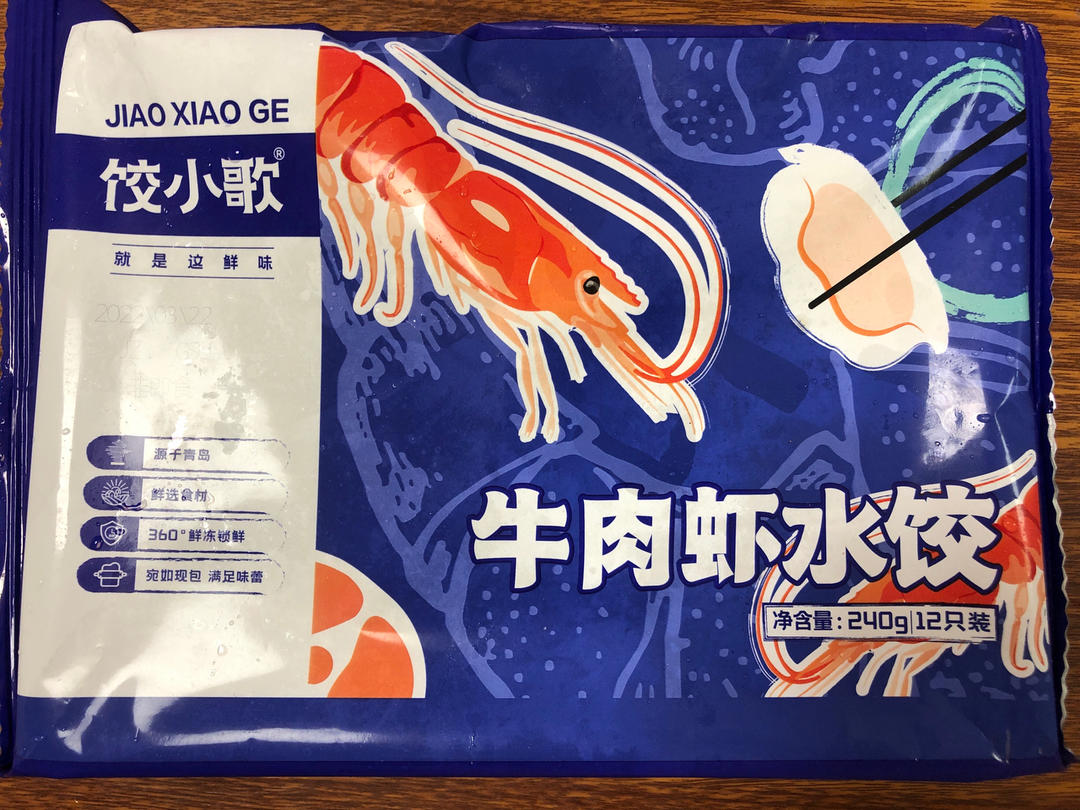 JIAO XIAO GE
饺小歌®
就是这鲜味
源于青岛
鲜选食材
360°鲜冻锁鲜
宛如现包 满足味蕾
牛肉虾水饺
净含量:240g|12只装